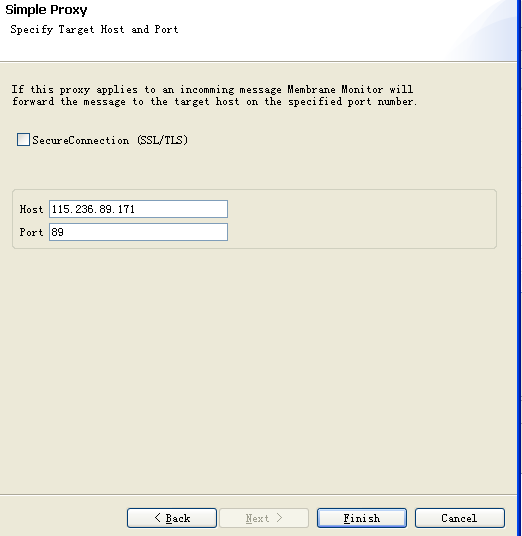 Simple Proxy
Specify Target Host and Port
If this proxy applies to an incomming message Membrane Monitor will
forward the message to the target host on the specified port number.
SecureConnection (SSL/TLS)
Host 115.236.89.171
Port 89
< Back Next > Finish Cancel